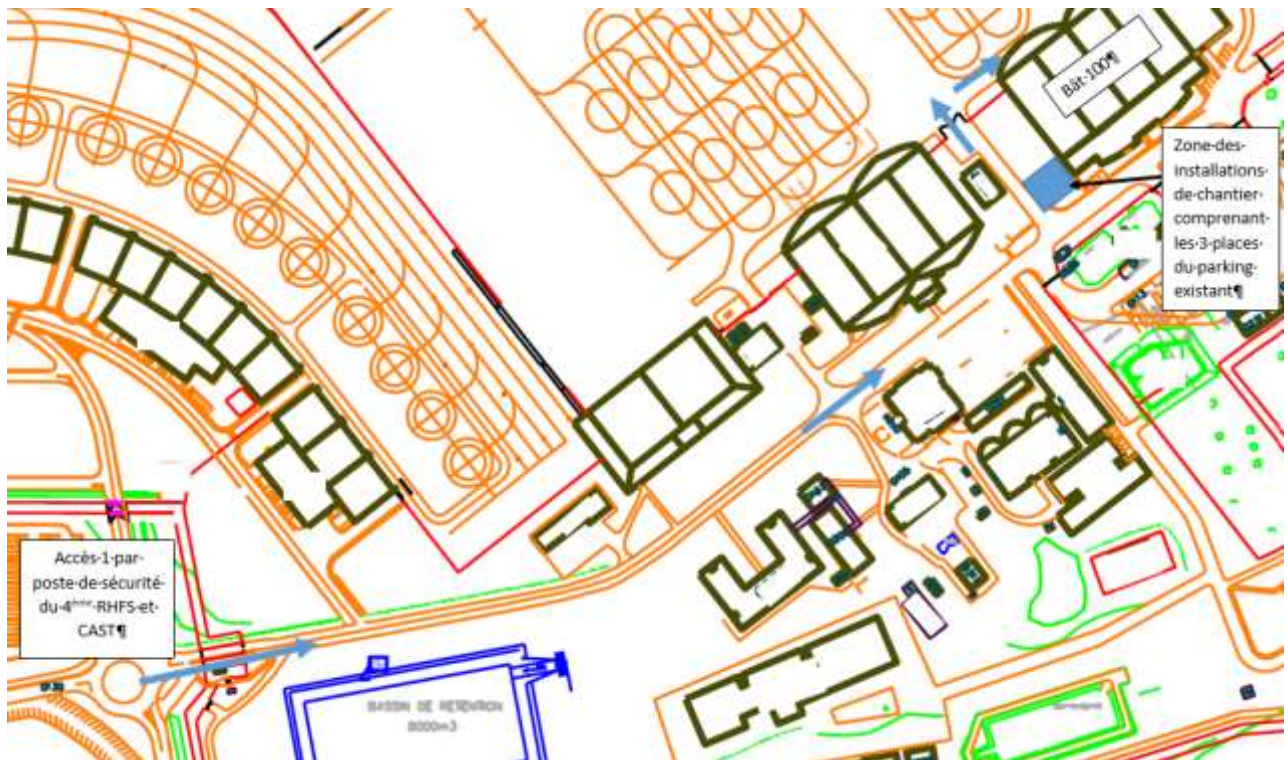 Bât·100¶
Zone·des·
installations·
de·chantier·
comprenant·
les·3·places·
du·parking·
existant¶
Accès·1·par·
poste·de·sécurité·
du·4ème·RHFS·et·
CAST¶
BASSIN DE RETENTION
8000m3